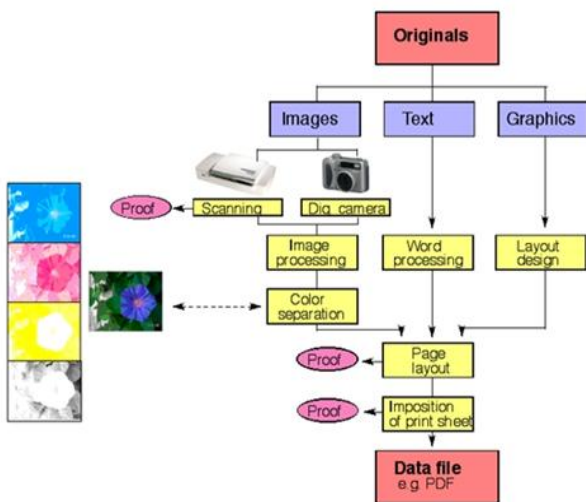 Originals
Images
Text
Graphics
Proof
Scanning
Dig. camera
Image
processing
Word
processing
Layout
design
Color
separation
Proof
Page
layout
Proof
Imposition
of print sheet
Data file
e.g. PDF